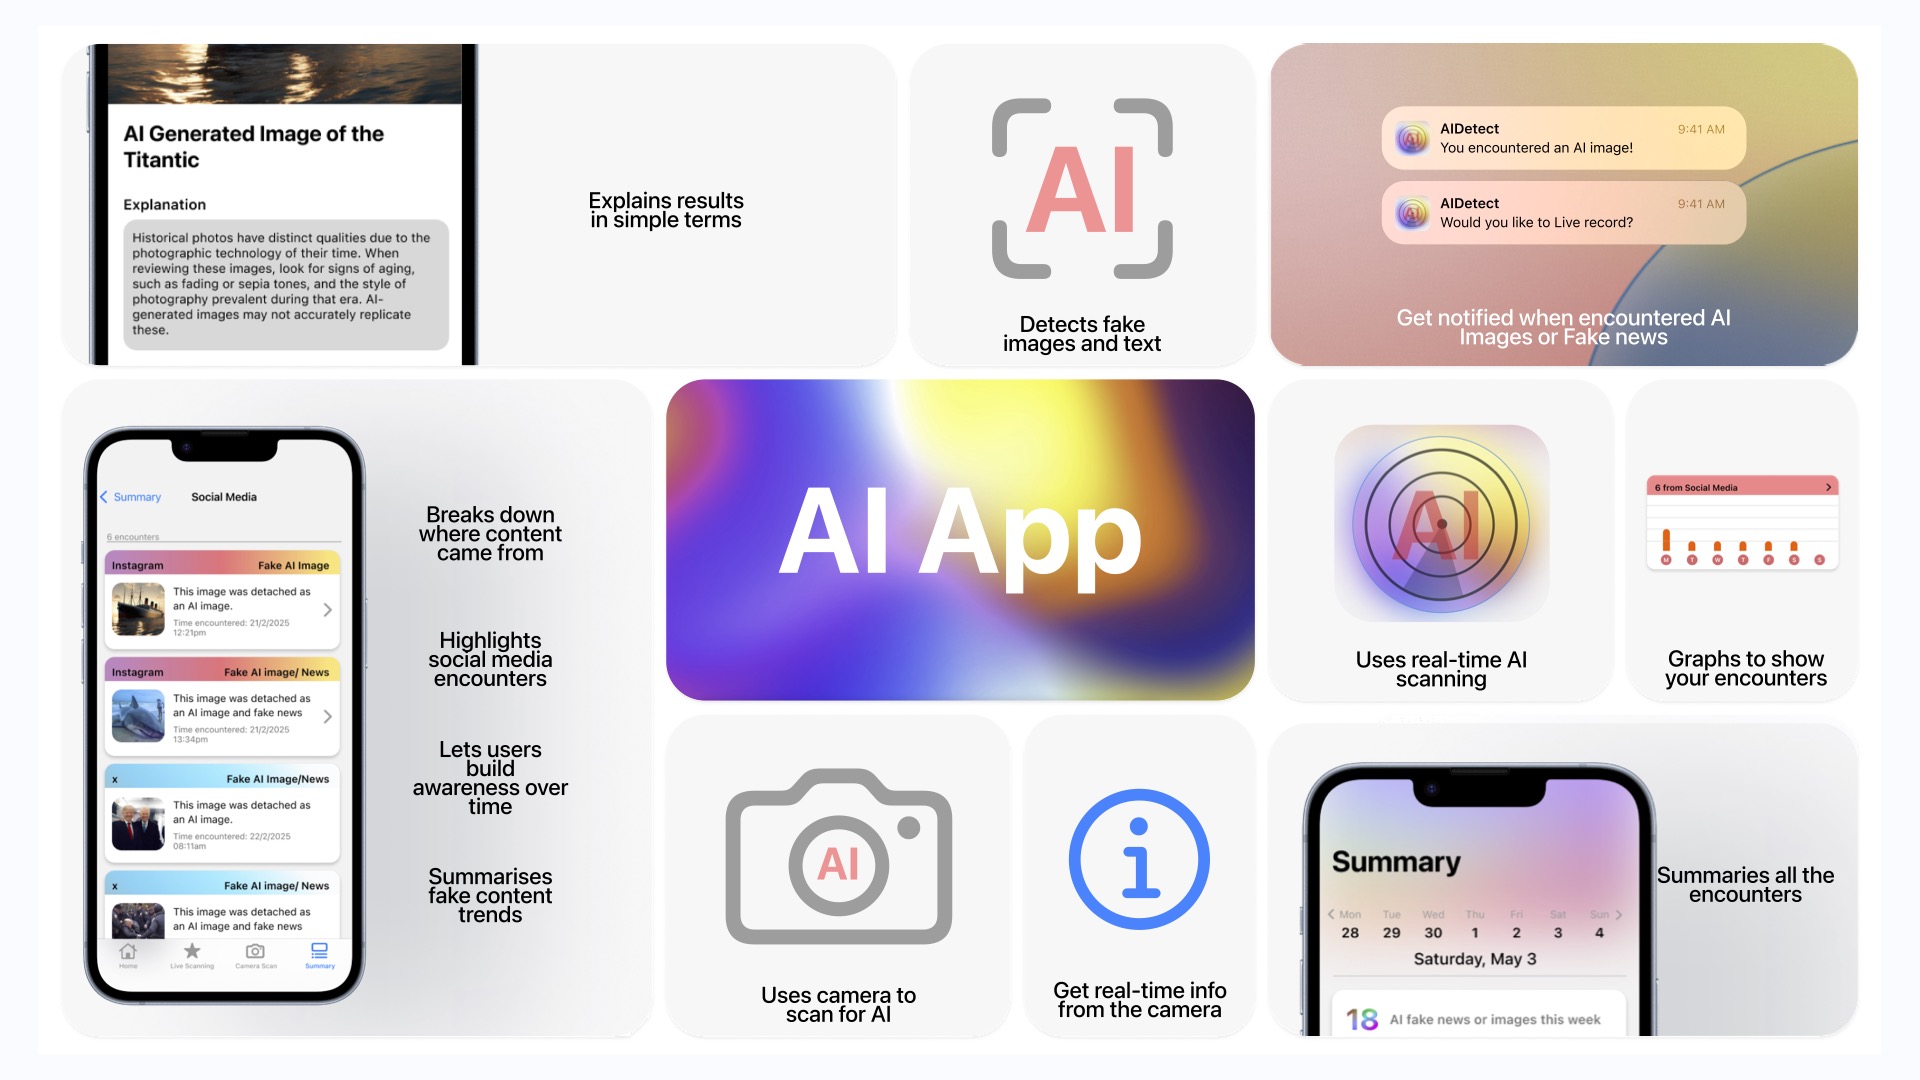 AI Generated Image of the
Titantic
Explanation
Historical photos have distinct qualities due to the
photographic technology of their time. When
reviewing these images, look for signs of aging,
such as fading or sepia tones, and the style of
photography prevalent during that era. AI-
generated images may not accurately replicate
these.
Explains results
in simple terms
AI
Detects fake
images and text
AIDetect
9:41 AM
You encountered an AI image!
AIDetect
9:41 AM
Would you like to Live record?
Get notified when encountered AI
Images or Fake news
Summary
Social Media
6 encounters
Instagram
Fake AI Image
This image was detached as
an AI image.
Time encountered: 21/2/2025
12:21pm
Instagram
Fake AI image/ News
This image was detached as
an AI image and fake news
Time encountered: 21/2/2025
13:34pm
x
Fake AI Image/News
This image was detached as
an AI image.
Time encountered: 22/2/2025
08:11am
x
Fake AI image/ News
This image was detached as
an AI image and fake news
Home
Live Scanning
Camera Scan
Summary
Breaks down
where content
came from
Highlights
social media
encounters
Lets users
build
awareness over
time
Summarises
fake content
trends
AI App
AI
Uses real-time AI
scanning
6 from Social Media
M T W T F S S
Graphs to show
your encounters
AI
Uses camera to
scan for AI
i
Get real-time info
from the camera
Summary
Mon Tue Wed Thu Fri Sat Sun
28 29 30 1 2 3 4
Saturday, May 3
18 AI fake news or images this week
Summaries all the
encounters